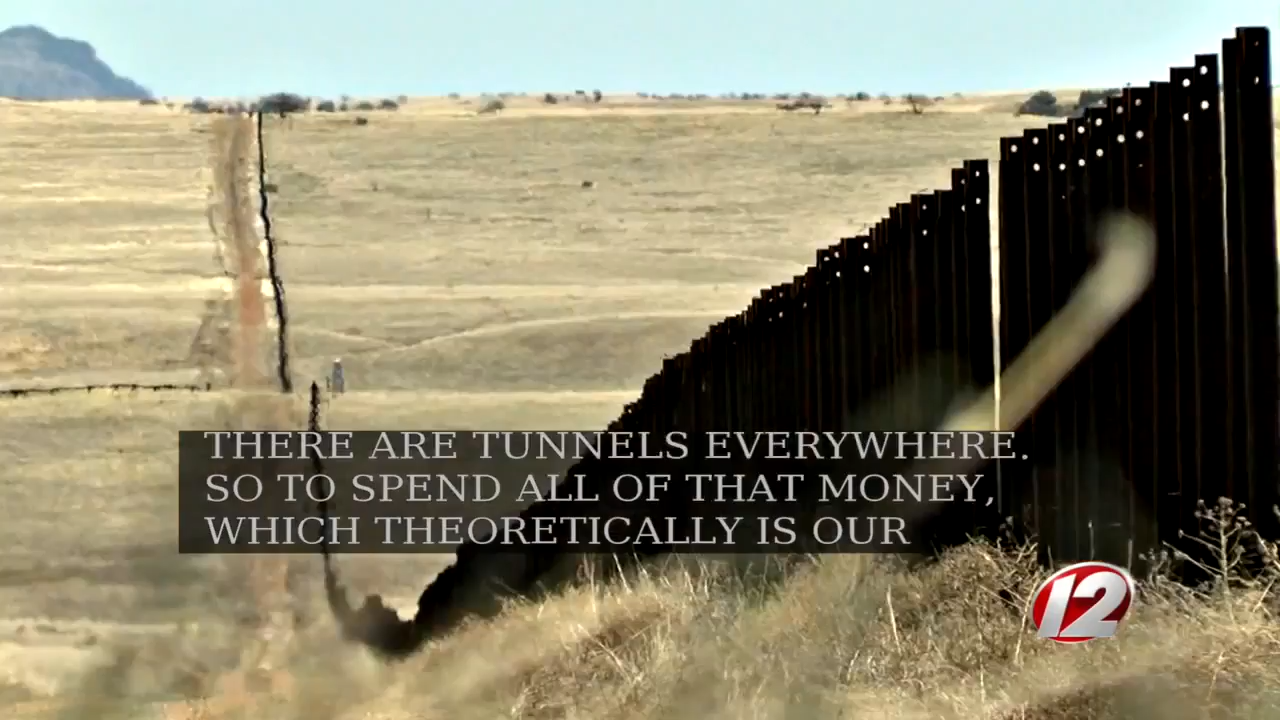 THERE ARE TUNNELS EVERYWHERE.
SO TO SPEND ALL OF THAT MONEY,
WHICH THEORETICALLY IS OUR
12